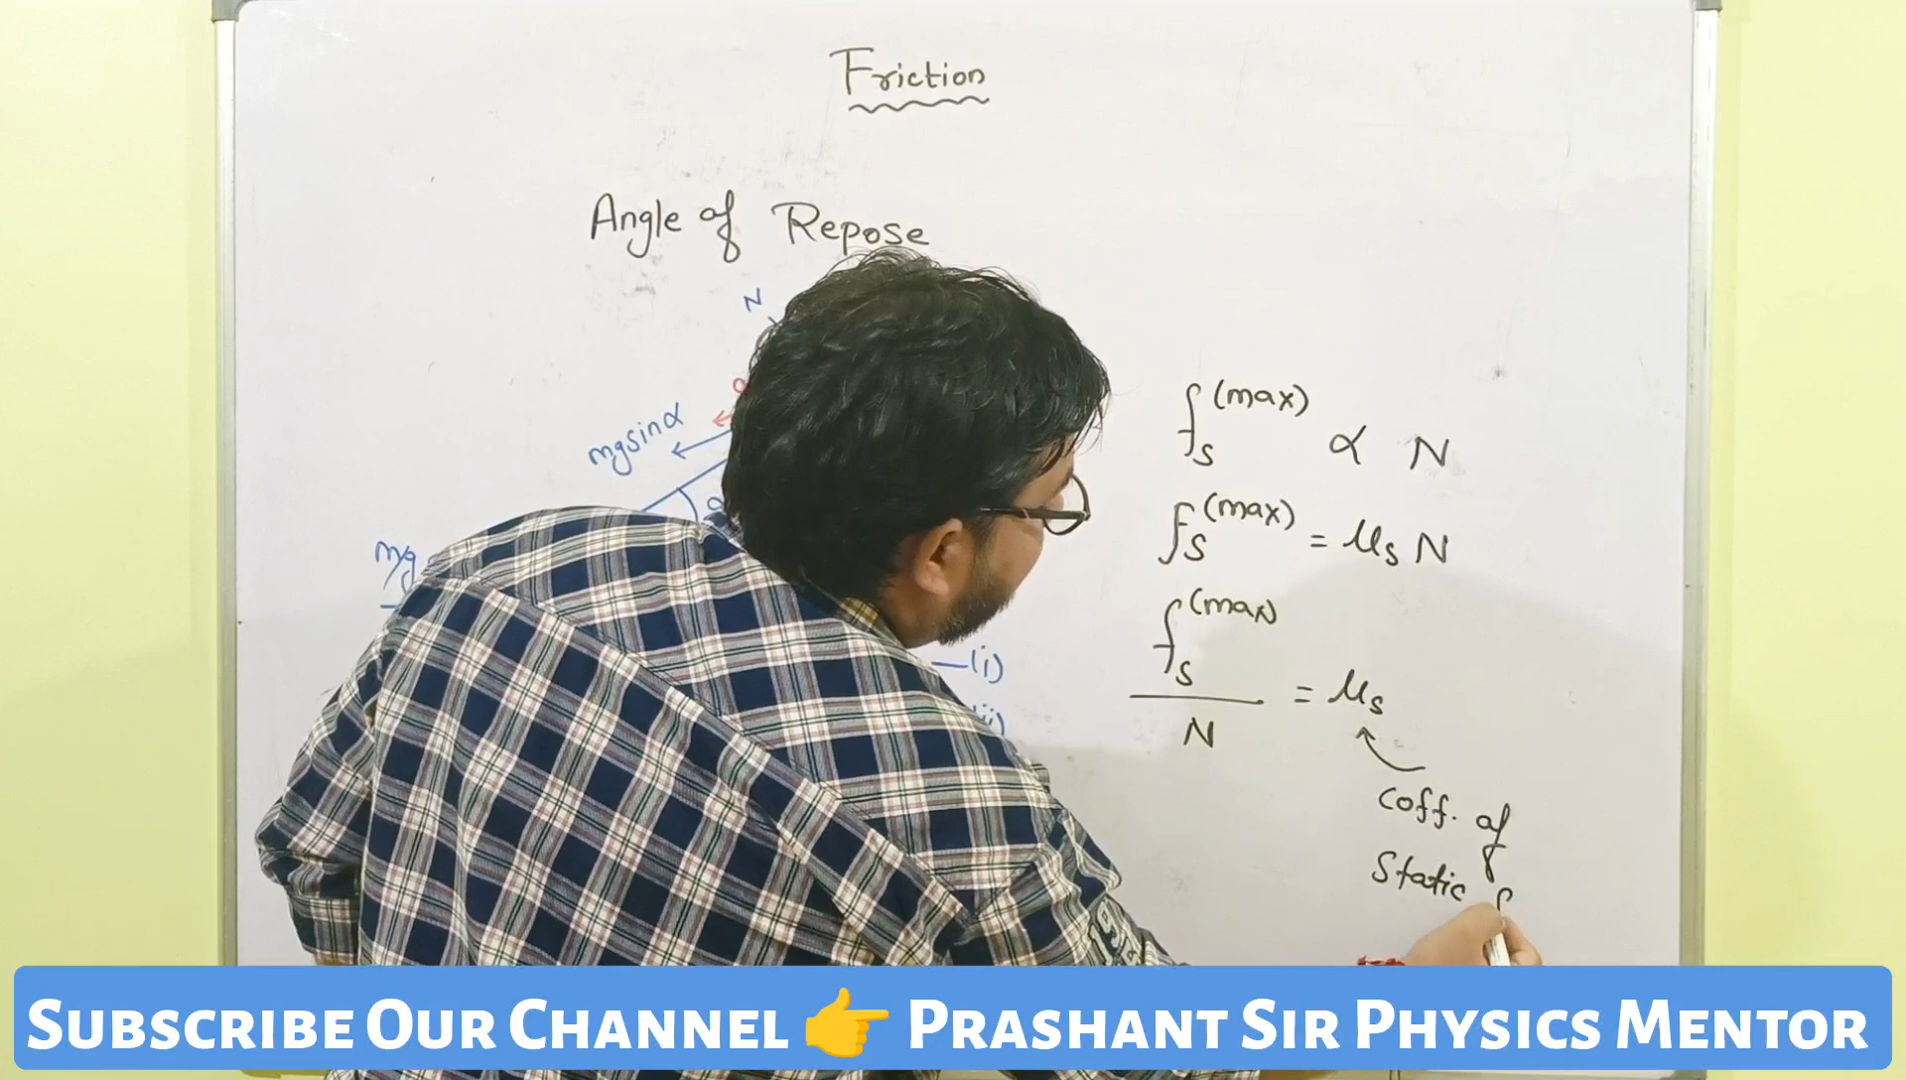 Friction
Angle of Repose
N
mgsinα
mg
—(i)
fs(max) ∝ N
fs(max) = μs N
fs(max)
N
= μs
Coff. of
Static f
SUBSCRIBE OUR CHANNEL 👉 PRASHANT SIR PHYSICS MENTOR